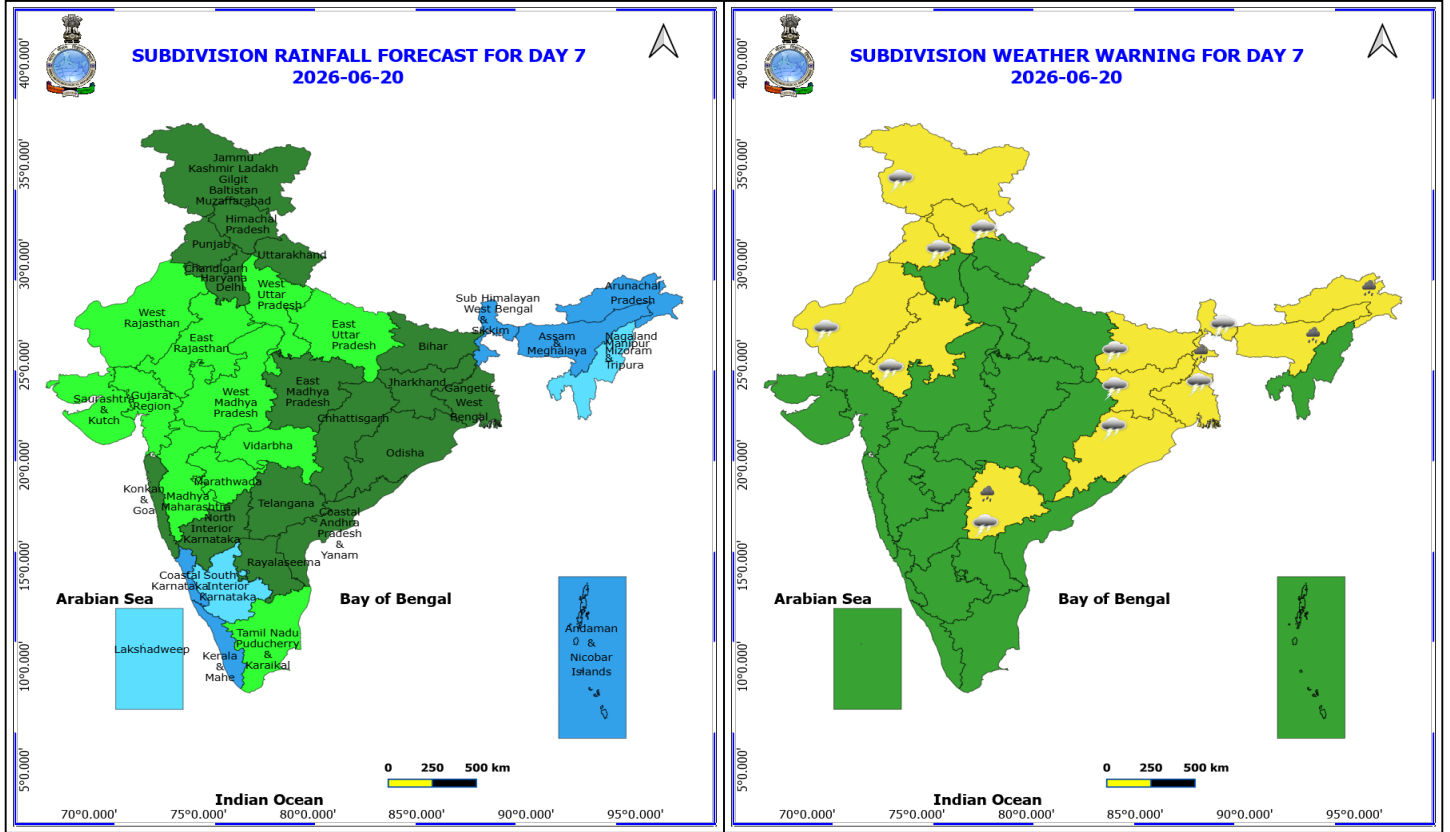 SUBDIVISION RAINFALL FORECAST FOR DAY 7
2026-06-20
40°0.000'
35°0.000'
30°0.000'
25°0.000'
20°0.000'
15°0.000'
10°0.000'
5°0.000'
Jammu
Kashmir Ladakh
Gilgit
Baltistan
Muzaffarabad
Himachal
Pradesh
Punjab
Uttarakhand
Chandigarh
Haryana
Delhi
West
Uttar
Pradesh
West
Rajasthan
East
Rajasthan
East
Uttar
Pradesh
Bihar
Sub Himalayan
West Bengal
&
Sikkim
Arunachal
Pradesh
Assam
&
Meghalaya
Nagaland
Manipur
Mizoram
&
Tripura
Saurashtra
&
Kutch
Gujarat
Region
West
Madhya
Pradesh
East
Madhya
Pradesh
Jharkhand
Gangetic
West
Bengal
Chhattisgarh
Odisha
Vidarbha
Marathwada
Madhya
Maharashtra
Konkan
&
Goa
Telangana
North
Interior
Karnataka
Coastal
Andhra
Pradesh
&
Yanam
Rayalaseema
Coastal
Karnataka
South
Interior
Karnataka
Arabian Sea
Bay of Bengal
Lakshadweep
Tamil Nadu
Puducherry
&
Karaikal
Kerala
&
Mahe
Andaman
&
Nicobar
Islands
0 250 500 km
Indian Ocean
70°0.000' 75°0.000' 80°0.000' 85°0.000' 90°0.000' 95°0.000'
SUBDIVISION WEATHER WARNING FOR DAY 7
2026-06-20
40°0.000'
35°0.000'
30°0.000'
25°0.000'
20°0.000'
15°0.000'
10°0.000'
5°0.000'
Arabian Sea
Bay of Bengal
0 250 500 km
Indian Ocean
70°0.000' 75°0.000' 80°0.000' 85°0.000' 90°0.000' 95°0.000'